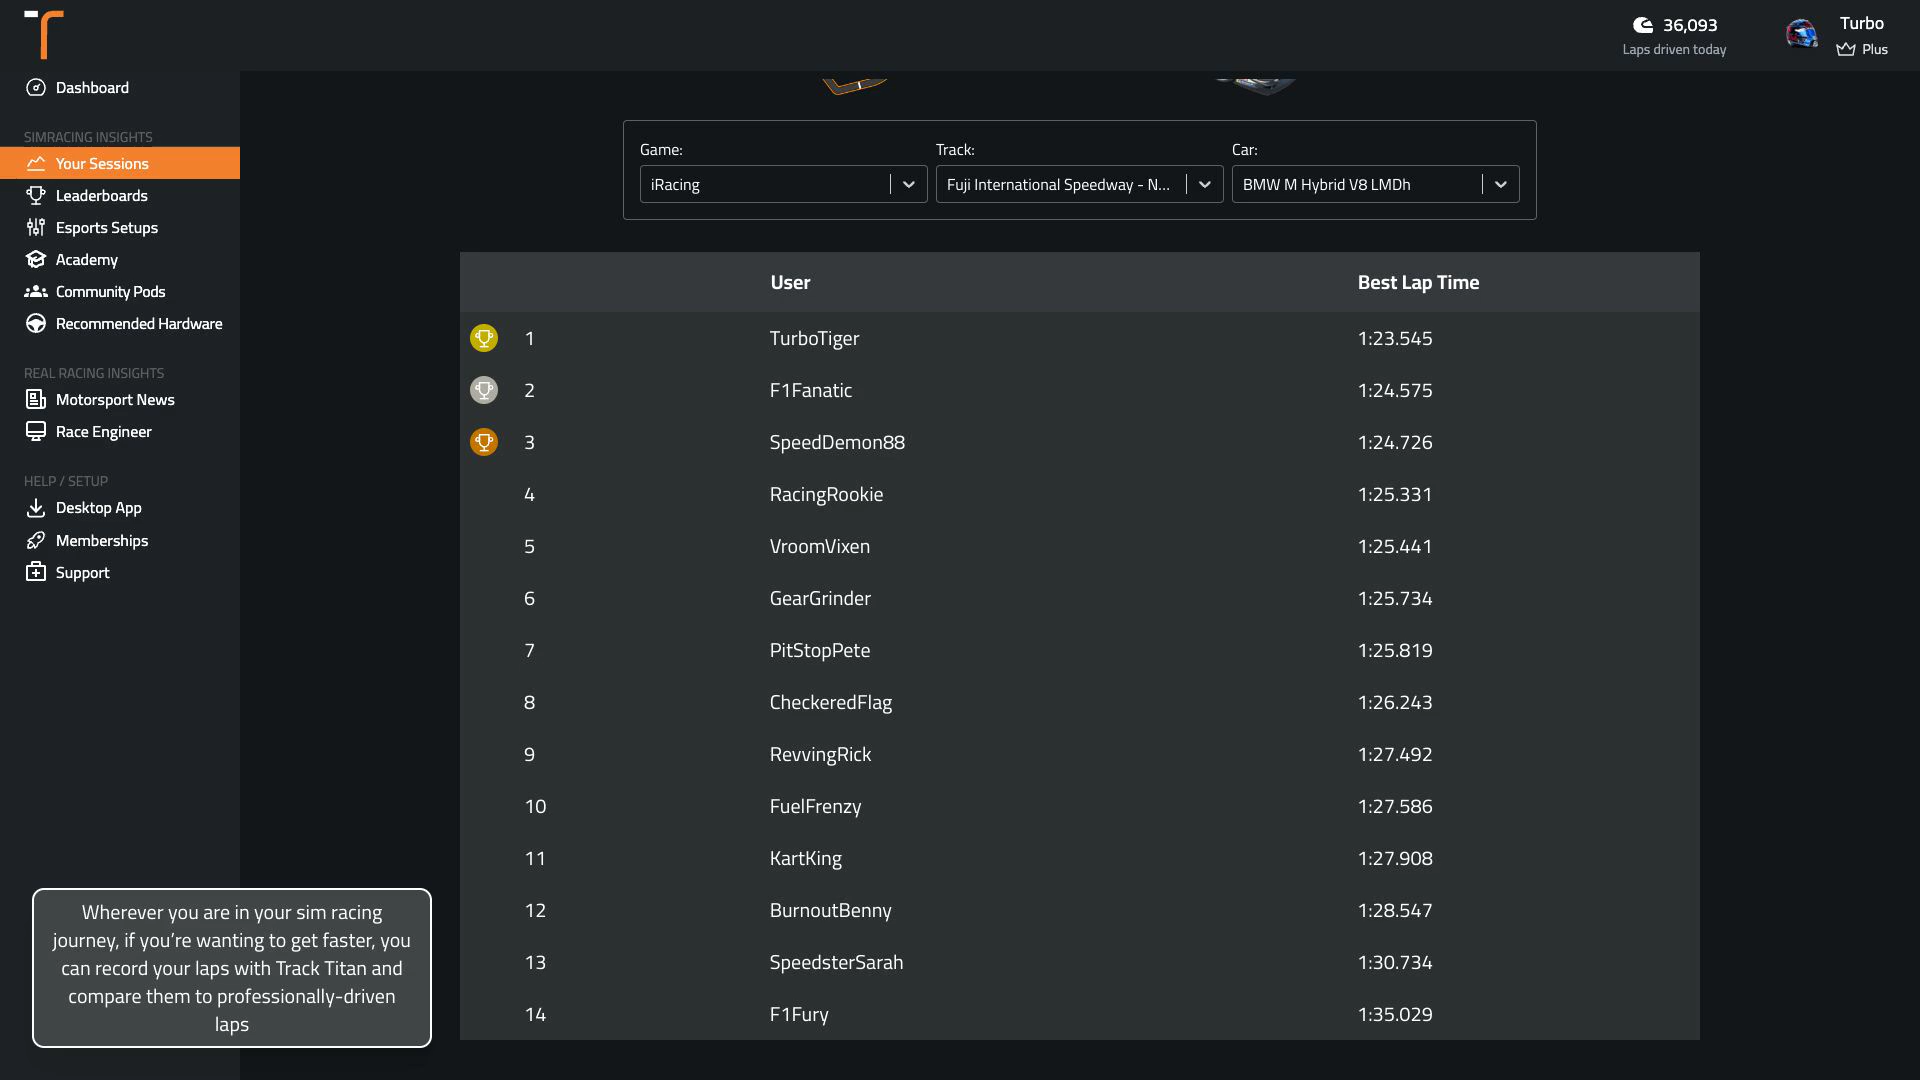 36,093
Laps driven today
Turbo
Plus
Dashboard
SIMRACING INSIGHTS
Your Sessions
Leaderboards
Esports Setups
Academy
Community Pods
Recommended Hardware
REAL RACING INSIGHTS
Motorsport News
Race Engineer
HELP / SETUP
Desktop App
Memberships
Support
Game: Track: Car:
iRacing Fuji International Speedway - N... BMW M Hybrid V8 LMDh
User Best Lap Time
1 TurboTiger 1:23.545
2 F1Fanatic 1:24.575
3 SpeedDemon88 1:24.726
4 RacingRookie 1:25.331
5 VroomVixen 1:25.441
6 GearGrinder 1:25.734
7 PitStopPete 1:25.819
8 CheckeredFlag 1:26.243
9 RevvingRick 1:27.492
10 FuelFrenzy 1:27.586
11 KartKing 1:27.908
12 BurnoutBenny 1:28.547
13 SpeedsterSarah 1:30.734
14 F1Fury 1:35.029
Wherever you are in your sim racing
journey, if you’re wanting to get faster, you
can record your laps with Track Titan and
compare them to professionally-driven
laps